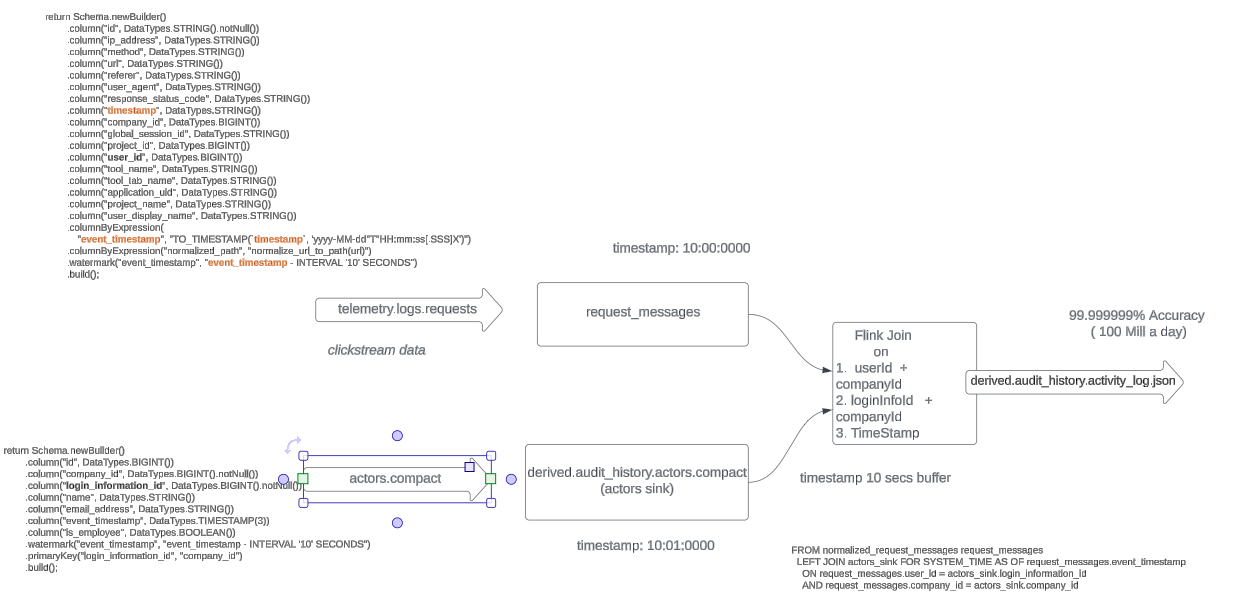 return Schema.newBuilder()
.column("id", DataTypes.STRING().notNull())
.column("ip_address", DataTypes.STRING())
.column("method", DataTypes.STRING())
.column("url", DataTypes.STRING())
.column("referer", DataTypes.STRING())
.column("user_agent", DataTypes.STRING())
.column("response_status_code", DataTypes.STRING())
.column("timestamp", DataTypes.STRING())
.column("company_id", DataTypes.BIGINT())
.column("global_session_id", DataTypes.STRING())
.column("project_id", DataTypes.BIGINT())
.column("user_id", DataTypes.BIGINT())
.column("tool_name", DataTypes.STRING())
.column("tool_tab_name", DataTypes.STRING())
.column("application_uid", DataTypes.STRING())
.column("project_name", DataTypes.STRING())
.column("user_display_name", DataTypes.STRING())
.columnByExpression(
"event_timestamp", "TO_TIMESTAMP(`timestamp`, 'yyyy-MM-dd''T''HH:mm:ss[.SSS]X')")
.columnByExpression("normalized_path", "normalize_url_to_path(url)")
.watermark("event_timestamp", "event_timestamp - INTERVAL '10' SECONDS")
.build();
timestamp: 10:00:0000
telemetry.logs.requests
request_messages
clickstream data
99.999999% Accuracy
( 100 Mill a day)
Flink Join
on
1. userId +
companyId
2. loginInfoId +
companyId
3. TimeStamp
derived.audit_history.activity_log.json
return Schema.newBuilder()
.column("id", DataTypes.BIGINT())
.column("company_id", DataTypes.BIGINT().notNull())
.column("login_information_id", DataTypes.BIGINT().notNull())
.column("name", DataTypes.STRING())
.column("email_address", DataTypes.STRING())
.column("event_timestamp", DataTypes.TIMESTAMP(3))
.column("is_employee", DataTypes.BOOLEAN())
.watermark("event_timestamp", "event_timestamp - INTERVAL '10' SECONDS")
.primaryKey("login_information_id", "company_id")
.build();
actors.compact
derived.audit_history.actors.compact
(actors sink)
timestamp 10 secs buffer
timestamp: 10:01:0000
FROM normalized_request_messages request_messages
LEFT JOIN actors_sink FOR SYSTEM_TIME AS OF request_messages.event_timestamp
ON request_messages.user_id = actors_sink.login_information_id
AND request_messages.company_id = actors_sink.company_id